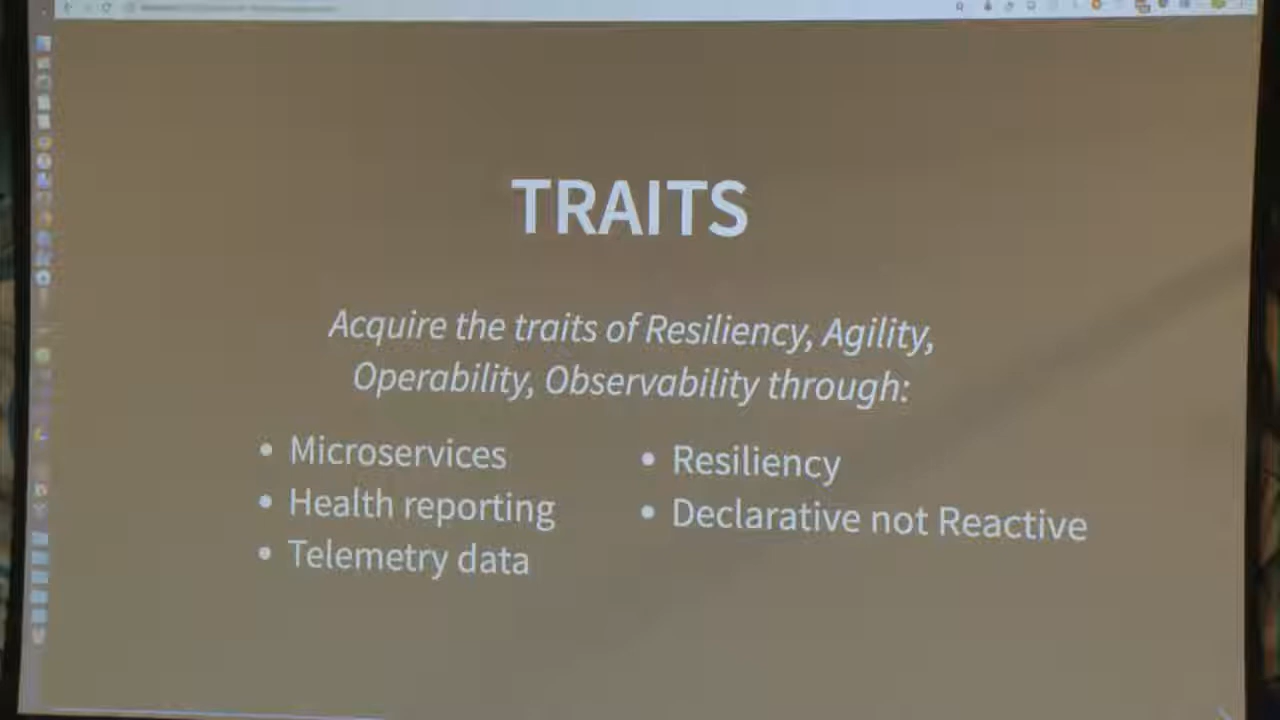 TRAITS
Acquire the traits of Resiliency, Agility,
Operability, Observability through:
• Microservices
• Health reporting
• Telemetry data
• Resiliency
• Declarative not Reactive